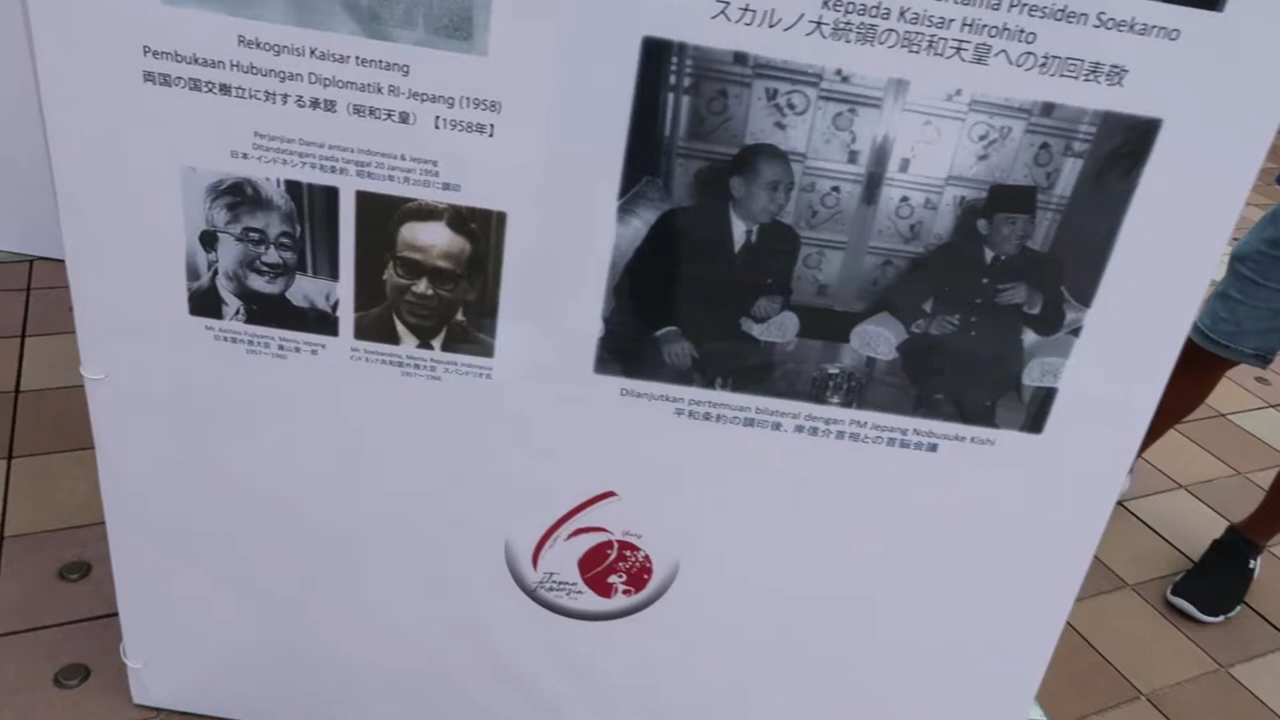 Rekognisi Kaisar tentang
Pembukaan Hubungan Diplomatik RI-Jepang (1958)
両国の国交樹立に対する承認（昭和天皇）【1958年】
Perjanjian Damai antara Indonesia & Jepang
Ditandatangani pada tanggal 20 Januari 1958
日本・インドネシア平和条約、昭和33年1月20日に調印
Mr. Aichiro Fujiyama, Menlu Jepang
日本国外務大臣 藤山愛一郎
1957～1960
Mr. Soebandrio, Menlu Republik Indonesia
インドネシア共和国外務大臣 スバンドリオ氏
1957～1966
Presiden Soekarno
kepada Kaisar Hirohito
スカルノ大統領の昭和天皇への初回表敬
Dilanjutkan pertemuan bilateral dengan PM Jepang Nobusuke Kishi
平和条約の調印後、岸信介首相との首脳会議
60
Years
Japan
Indonesia